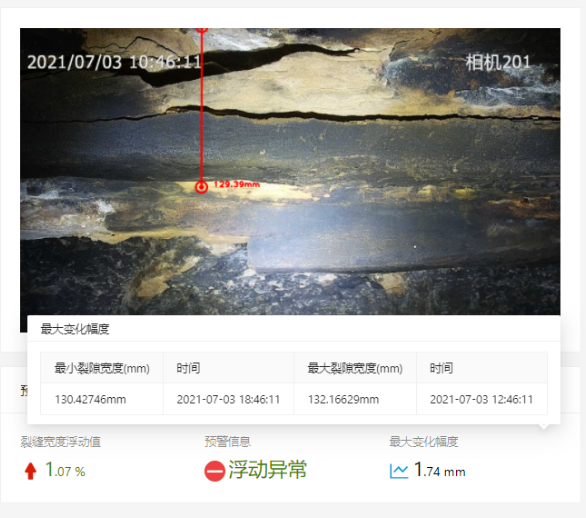 2021/07/03 10:46:11 相机201
129.39mm
最大变化幅度
最小裂隙宽度(mm) 时间 最大裂隙宽度(mm) 时间
130.42746mm 2021-07-03 18:46:11 132.16629mm 2021-07-03 12:46:11
裂缝宽度浮动值 预警信息 最大变化幅度
1.07 % 浮动异常 1.74 mm